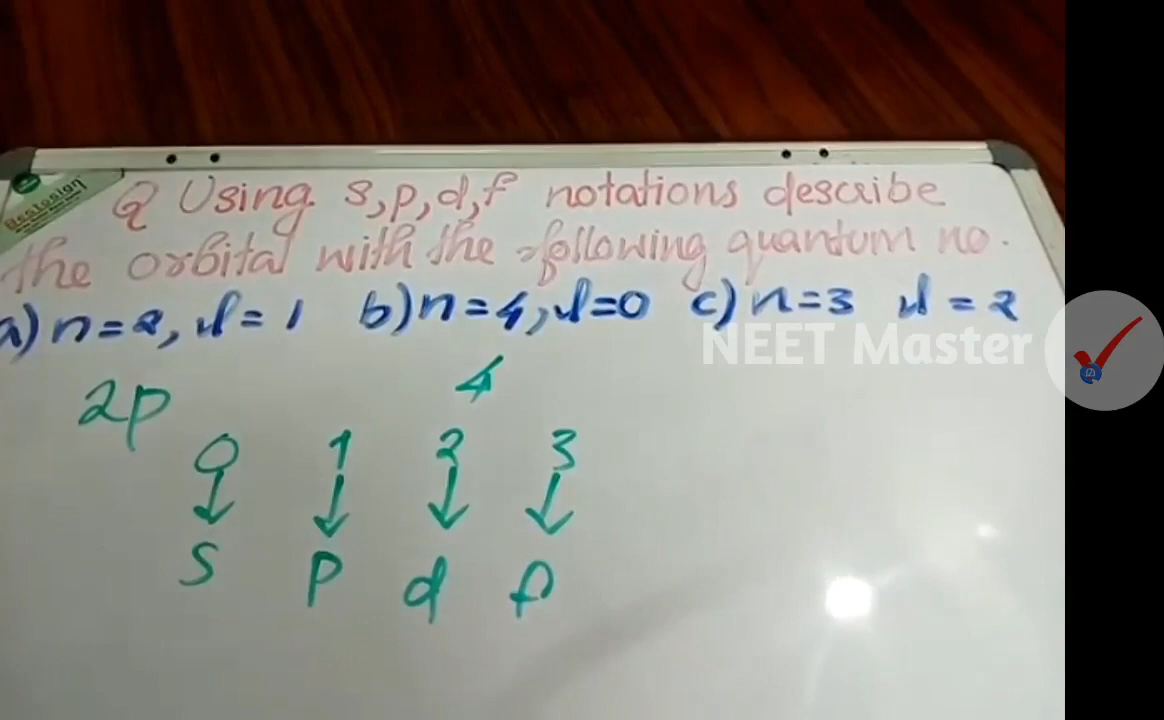 Bestosign
Q Using s,p,d,f notations describe
the orbital with the following quantum no.
a) n=2, l=1 b) n=4, l=0 c) n=3 l=2
NEET Master
2p 4
0 1 2 3
↓ ↓ ↓ ↓
s p d f